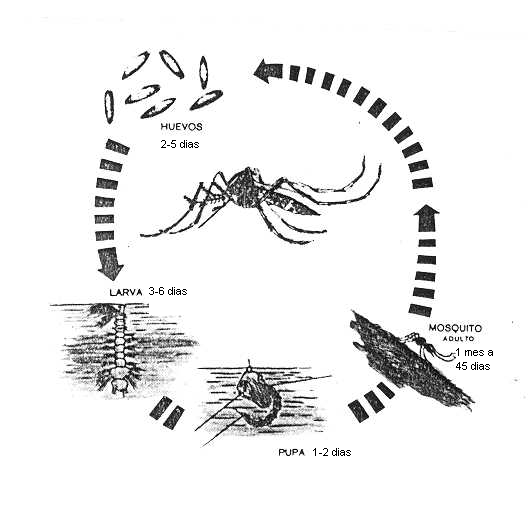 HUEVOS
2-5 dias
LARVA 3-6 dias
MOSQUITO
ADULTO
1 mes a
45 dias
PUPA 1-2 dias